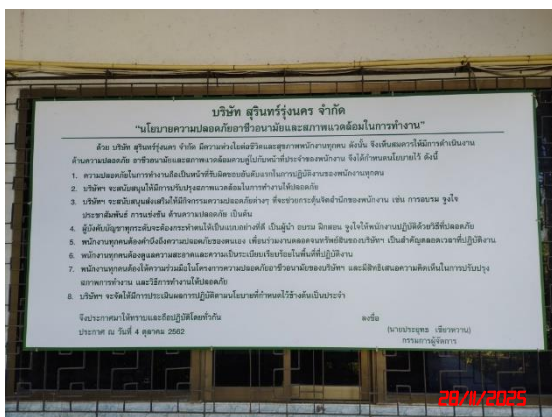 บริษัท สุรินทร์รุ่งนคร จำกัด
"นโยบายความปลอดภัยอาชีวอนามัยและสภาพแวดล้อมในการทำงาน"
ด้วย บริษัท สุรินทร์รุ่งนคร จำกัด มีความห่วงใยต่อชีวิตและสุขภาพพนักงานทุกคน ดังนั้น จึงเห็นสมควรให้มีการดำเนินงาน
ด้านความปลอดภัย อาชีวอนามัยและสภาพแวดล้อมควบคู่ไปกับหน้าที่ประจำของพนักงาน จึงได้กำหนดนโยบายไว้ ดังนี้
1. ความปลอดภัยในการทำงานถือเป็นหน้าที่รับผิดชอบอันดับแรกในการปฏิบัติงานของพนักงานทุกคน
2. บริษัทฯ จะสนับสนุนให้มีการปรับปรุงสภาพแวดล้อมในการทำงานให้ปลอดภัย
3. บริษัทฯ จะสนับสนุนส่งเสริมให้มีกิจกรรมความปลอดภัยต่างๆ ที่จะช่วยกระตุ้นจิตสำนึกของพนักงาน เช่น การอบรม จูงใจ
ประชาสัมพันธ์ การแข่งขัน ด้านความปลอดภัย เป็นต้น
4. ผู้บังคับบัญชาทุกระดับจะต้องกระทำตนให้เป็นแบบอย่างที่ดี เป็นผู้นำ อบรม ฝึกสอน จูงใจให้พนักงานปฏิบัติด้วยวิธีที่ปลอดภัย
5. พนักงานทุกคนต้องคำนึงถึงความปลอดภัยของตนเอง เพื่อนร่วมงานตลอดจนทรัพย์สินของบริษัทฯ เป็นสำคัญตลอดเวลาที่ปฏิบัติงาน
6. พนักงานทุกคนต้องดูแลความสะอาดและความเป็นระเบียบเรียบร้อยในพื้นที่ที่ปฏิบัติงาน
7. พนักงานทุกคนต้องให้ความร่วมมือในโครงการความปลอดภัยอาชีวอนามัยของบริษัทฯ และมีสิทธิเสนอความคิดเห็นในการปรับปรุง
สภาพการทำงาน และวิธีการทำงานให้ปลอดภัย
8. บริษัทฯ จะจัดให้มีการประเมินผลการปฏิบัติตามนโยบายที่กำหนดไว้ข้างต้นเป็นประจำ
จึงประกาศมาให้ทราบและถือปฏิบัติโดยทั่วกัน
ลงชื่อ
ประกาศ ณ วันที่ 4 ตุลาคม 2562
(นายประยุทธ เชียวหวาน)
กรรมการผู้จัดการ
28/11/2025